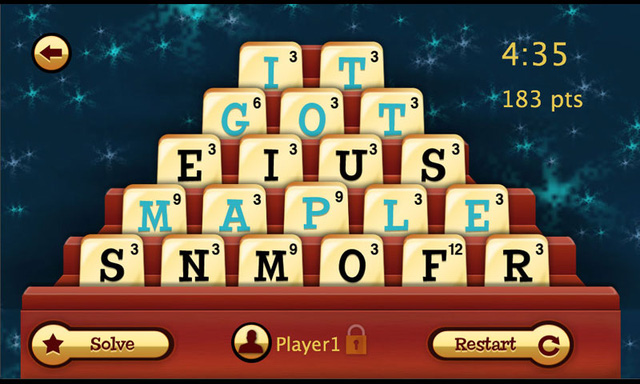 4:35
183 pts
I3 T3
G6 O3 T3
E3 I3 U3 S3
M9 A3 P9 L3 E3
S3 N3 M9 O3 F12 R3
Solve Player1 Restart